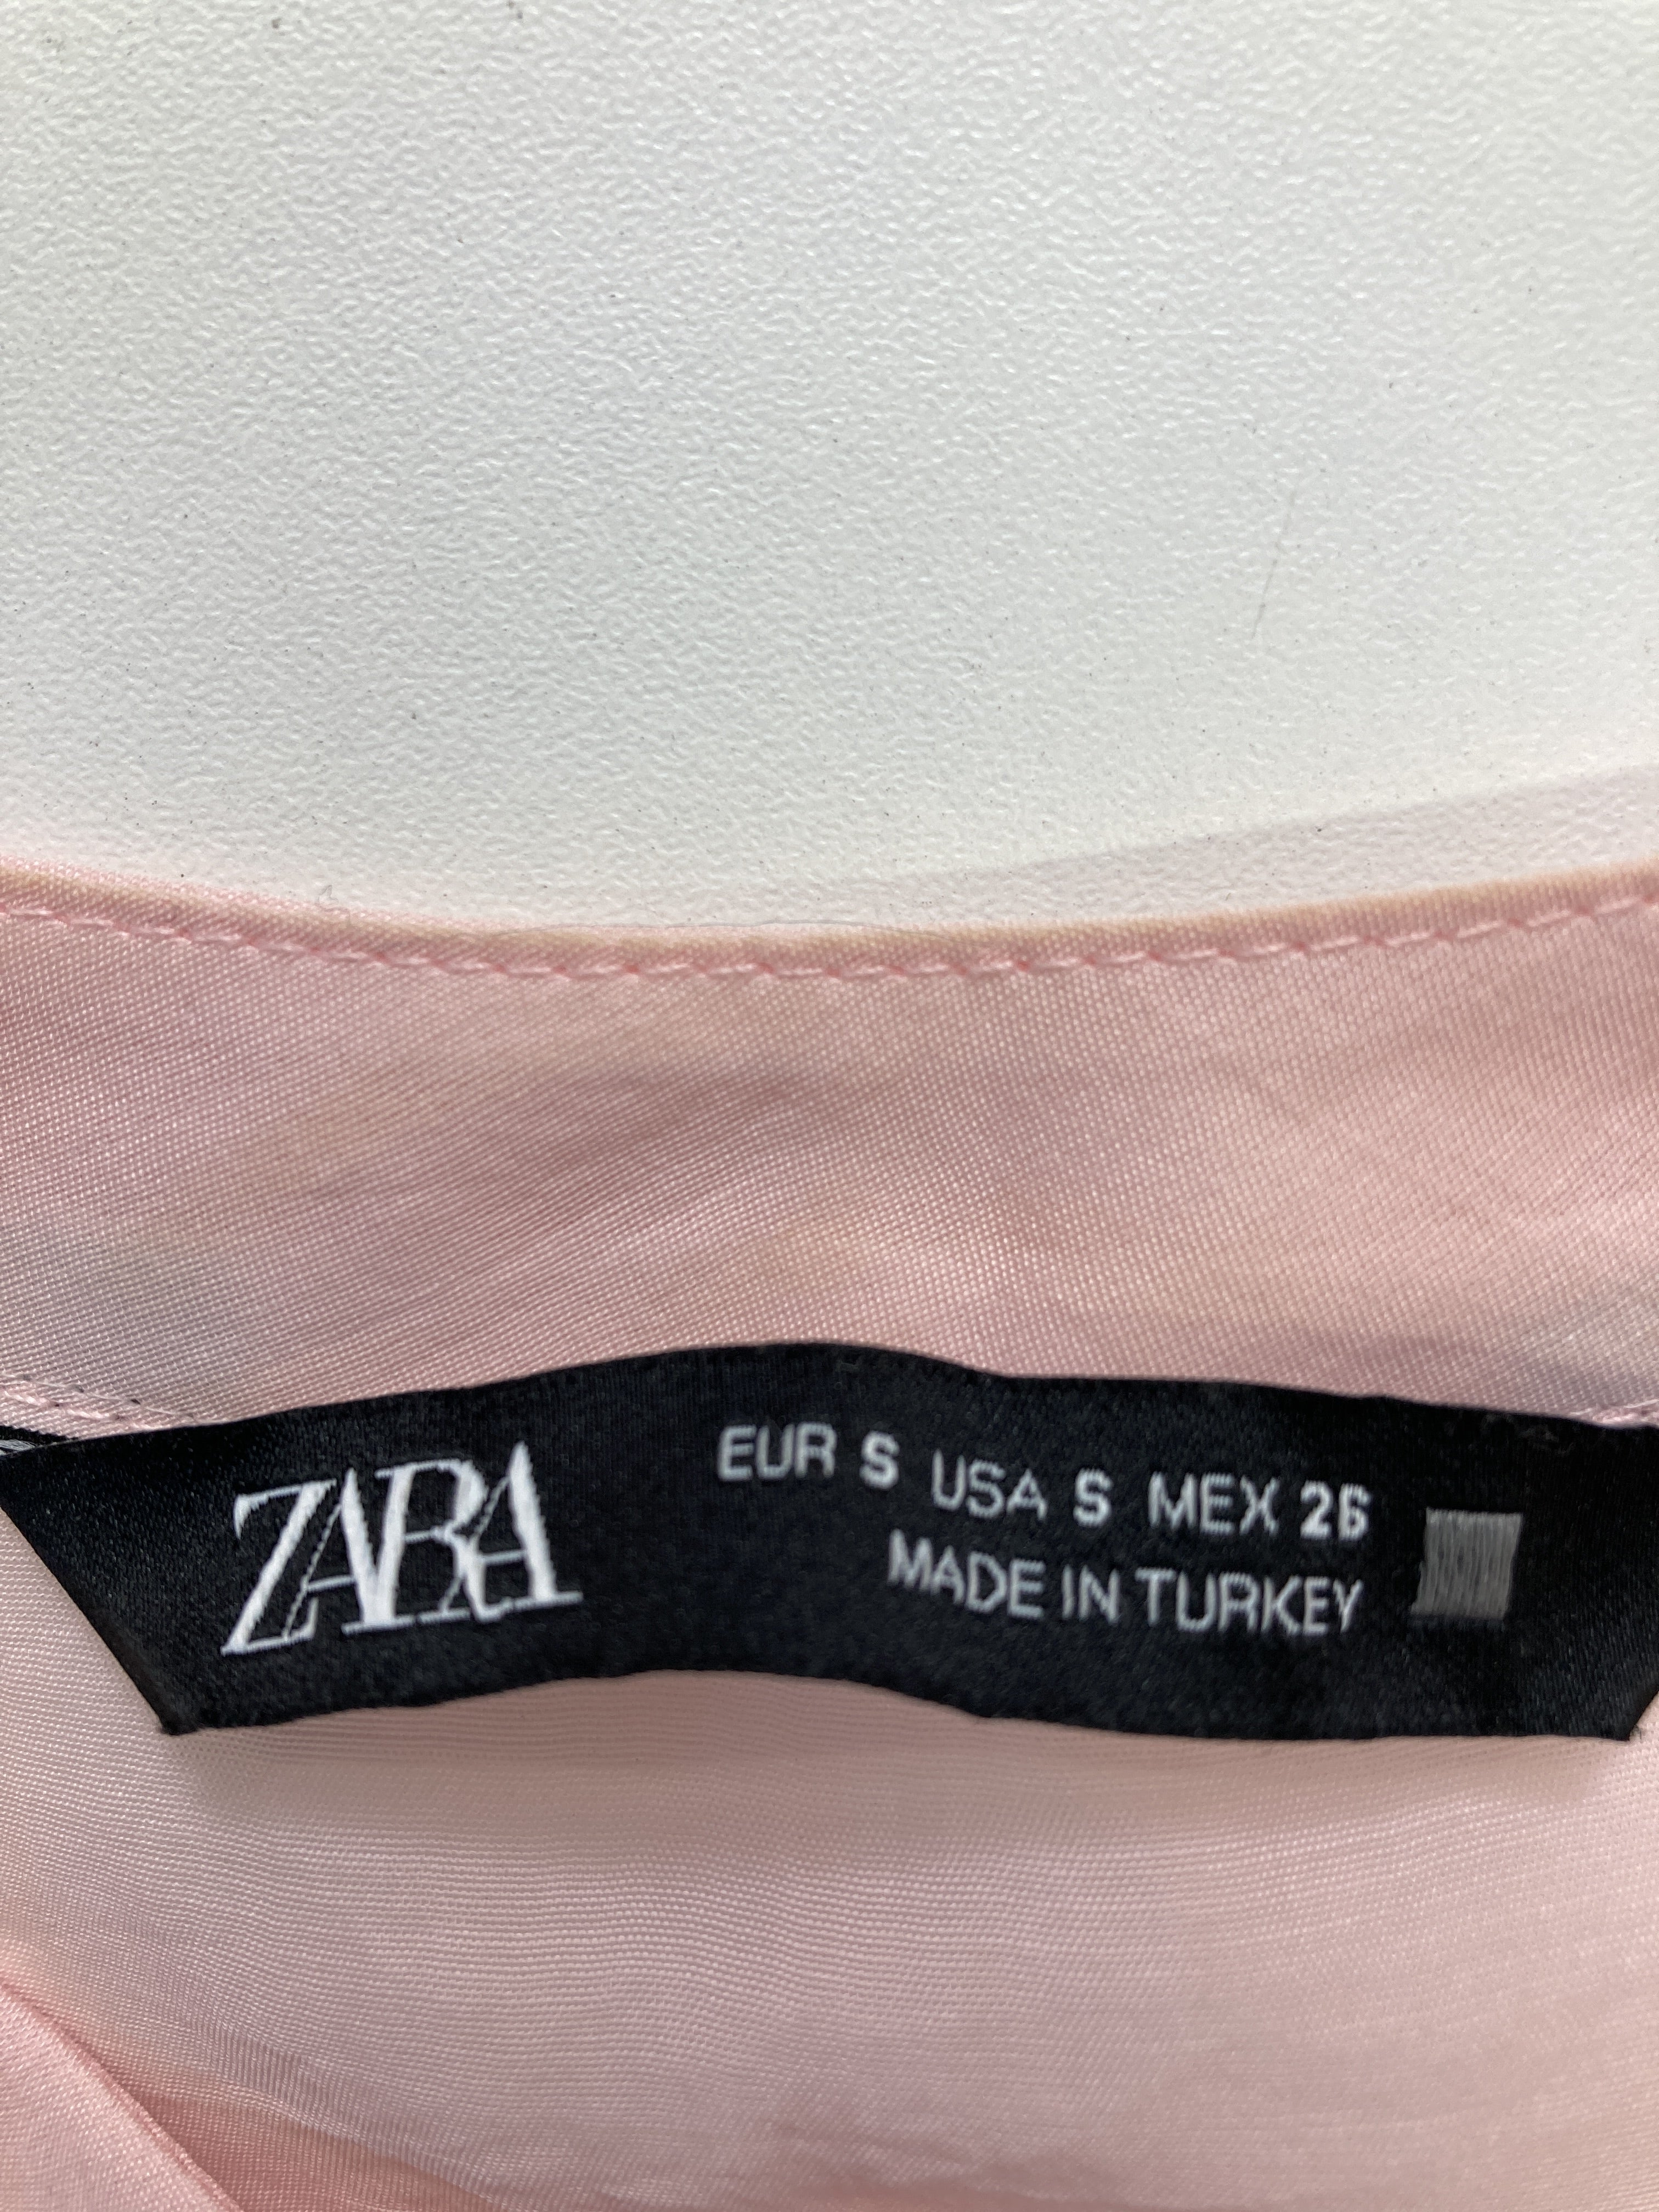 ZARA
EUR S USA S MEX 26
MADE IN TURKEY